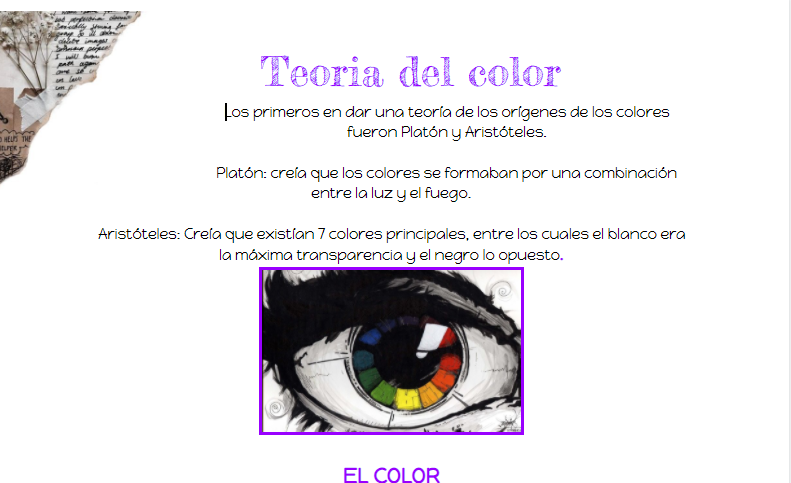 Teoria del color
Los primeros en dar una teoría de los orígenes de los colores
fueron Platón y Aristóteles.
Platón: creía que los colores se formaban por una combinación
entre la luz y el fuego.
Aristóteles: Creía que existían 7 colores principales, entre los cuales el blanco era
la máxima transparencia y el negro lo opuesto.
EL COLOR